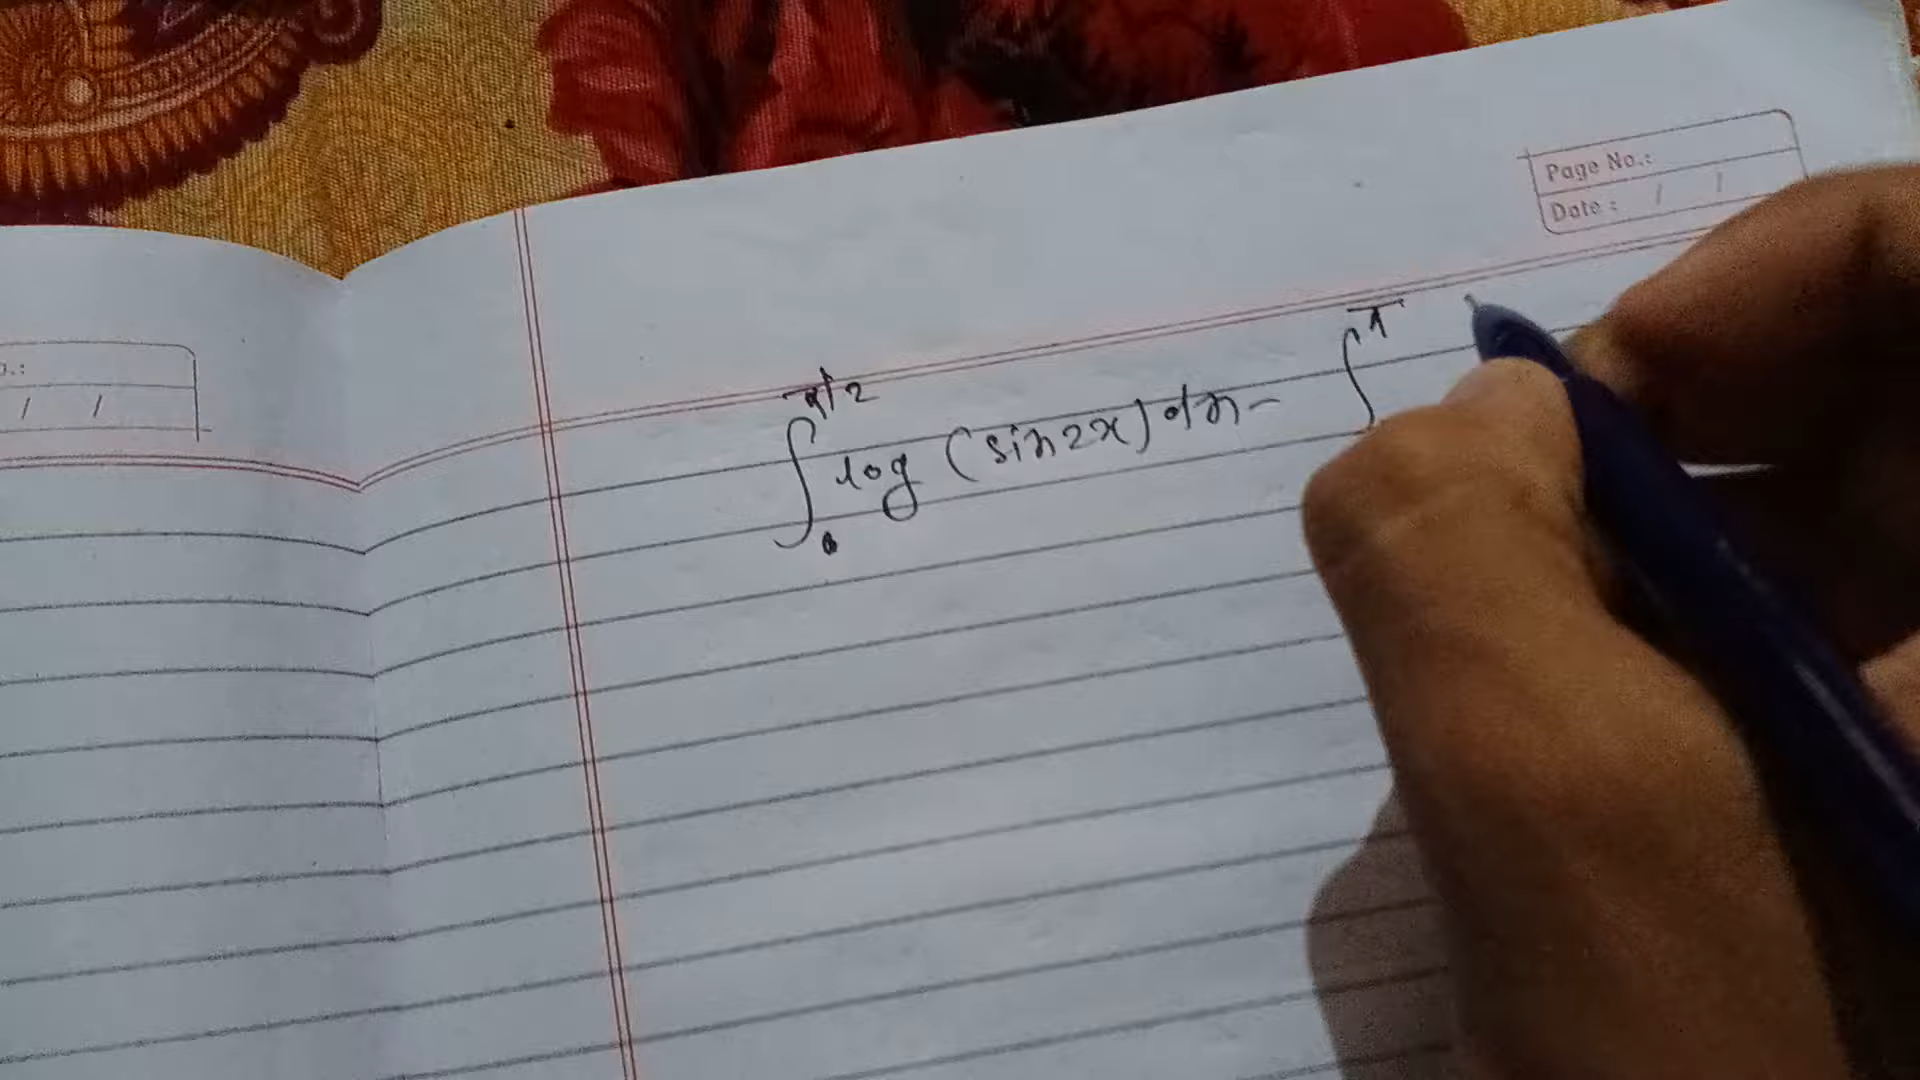 Page No.:
Date : / /
o.:
/ /
∫₀^(π/2) log (sin2x) dx − ∫^π